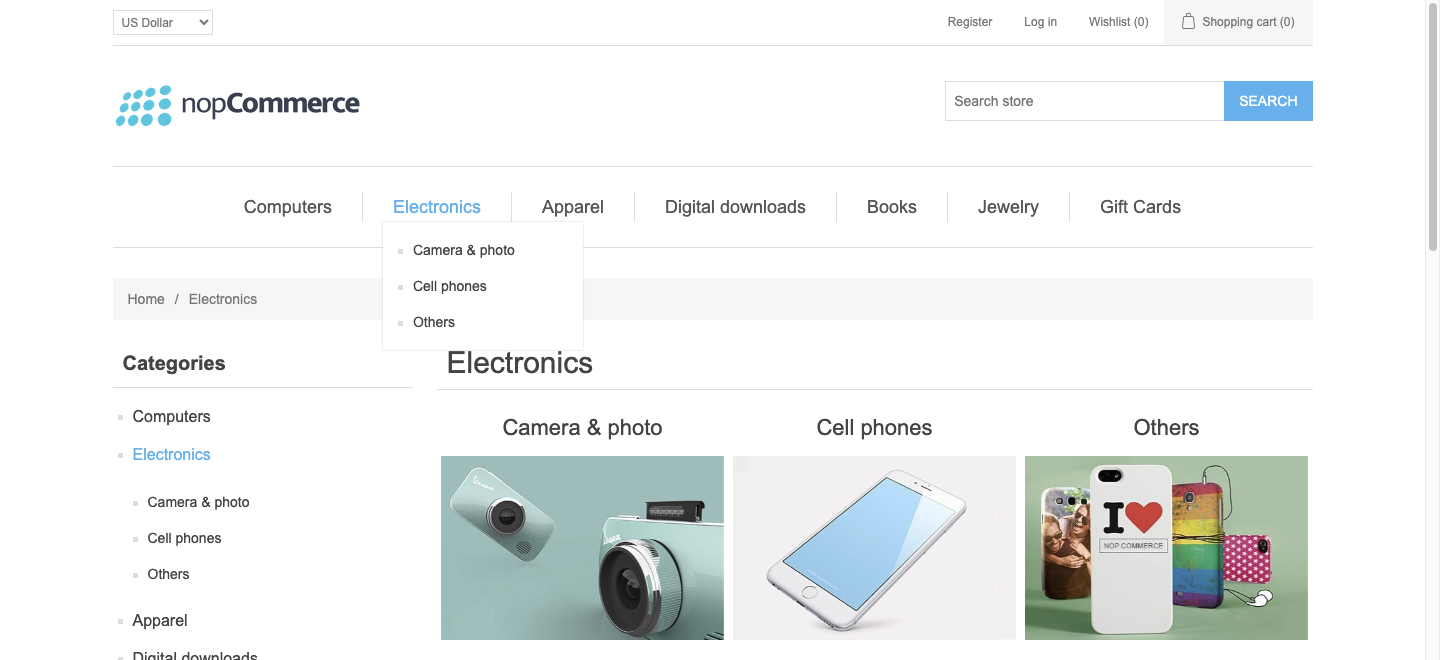 US Dollar
Register
Log in
Wishlist (0)
Shopping cart (0)
nopCommerce
Search store
SEARCH
Computers
Electronics
Apparel
Digital downloads
Books
Jewelry
Gift Cards
Camera & photo
Cell phones
Others
Home / Electronics
Categories
Computers
Electronics
Camera & photo
Cell phones
Others
Apparel
Digital downloads
Electronics
Camera & photo
Cell phones
Others
I
NOP COMMERCE